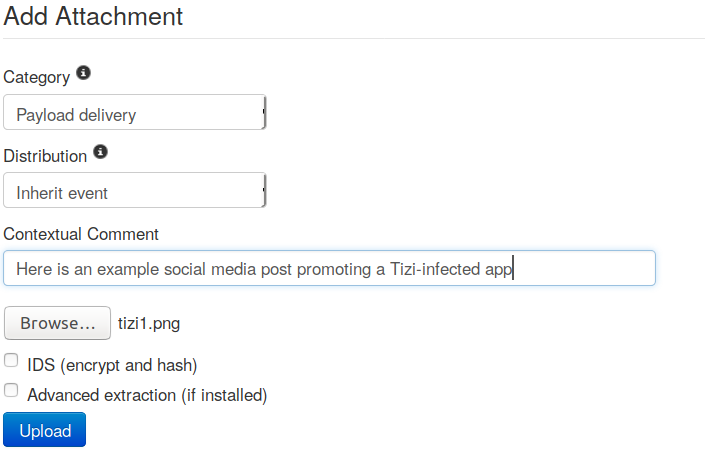 Add Attachment
Category
Payload delivery
Distribution
Inherit event
Contextual Comment
Here is an example social media post promoting a Tizi-infected app
Browse... tizi1.png
IDS (encrypt and hash)
Advanced extraction (if installed)
Upload